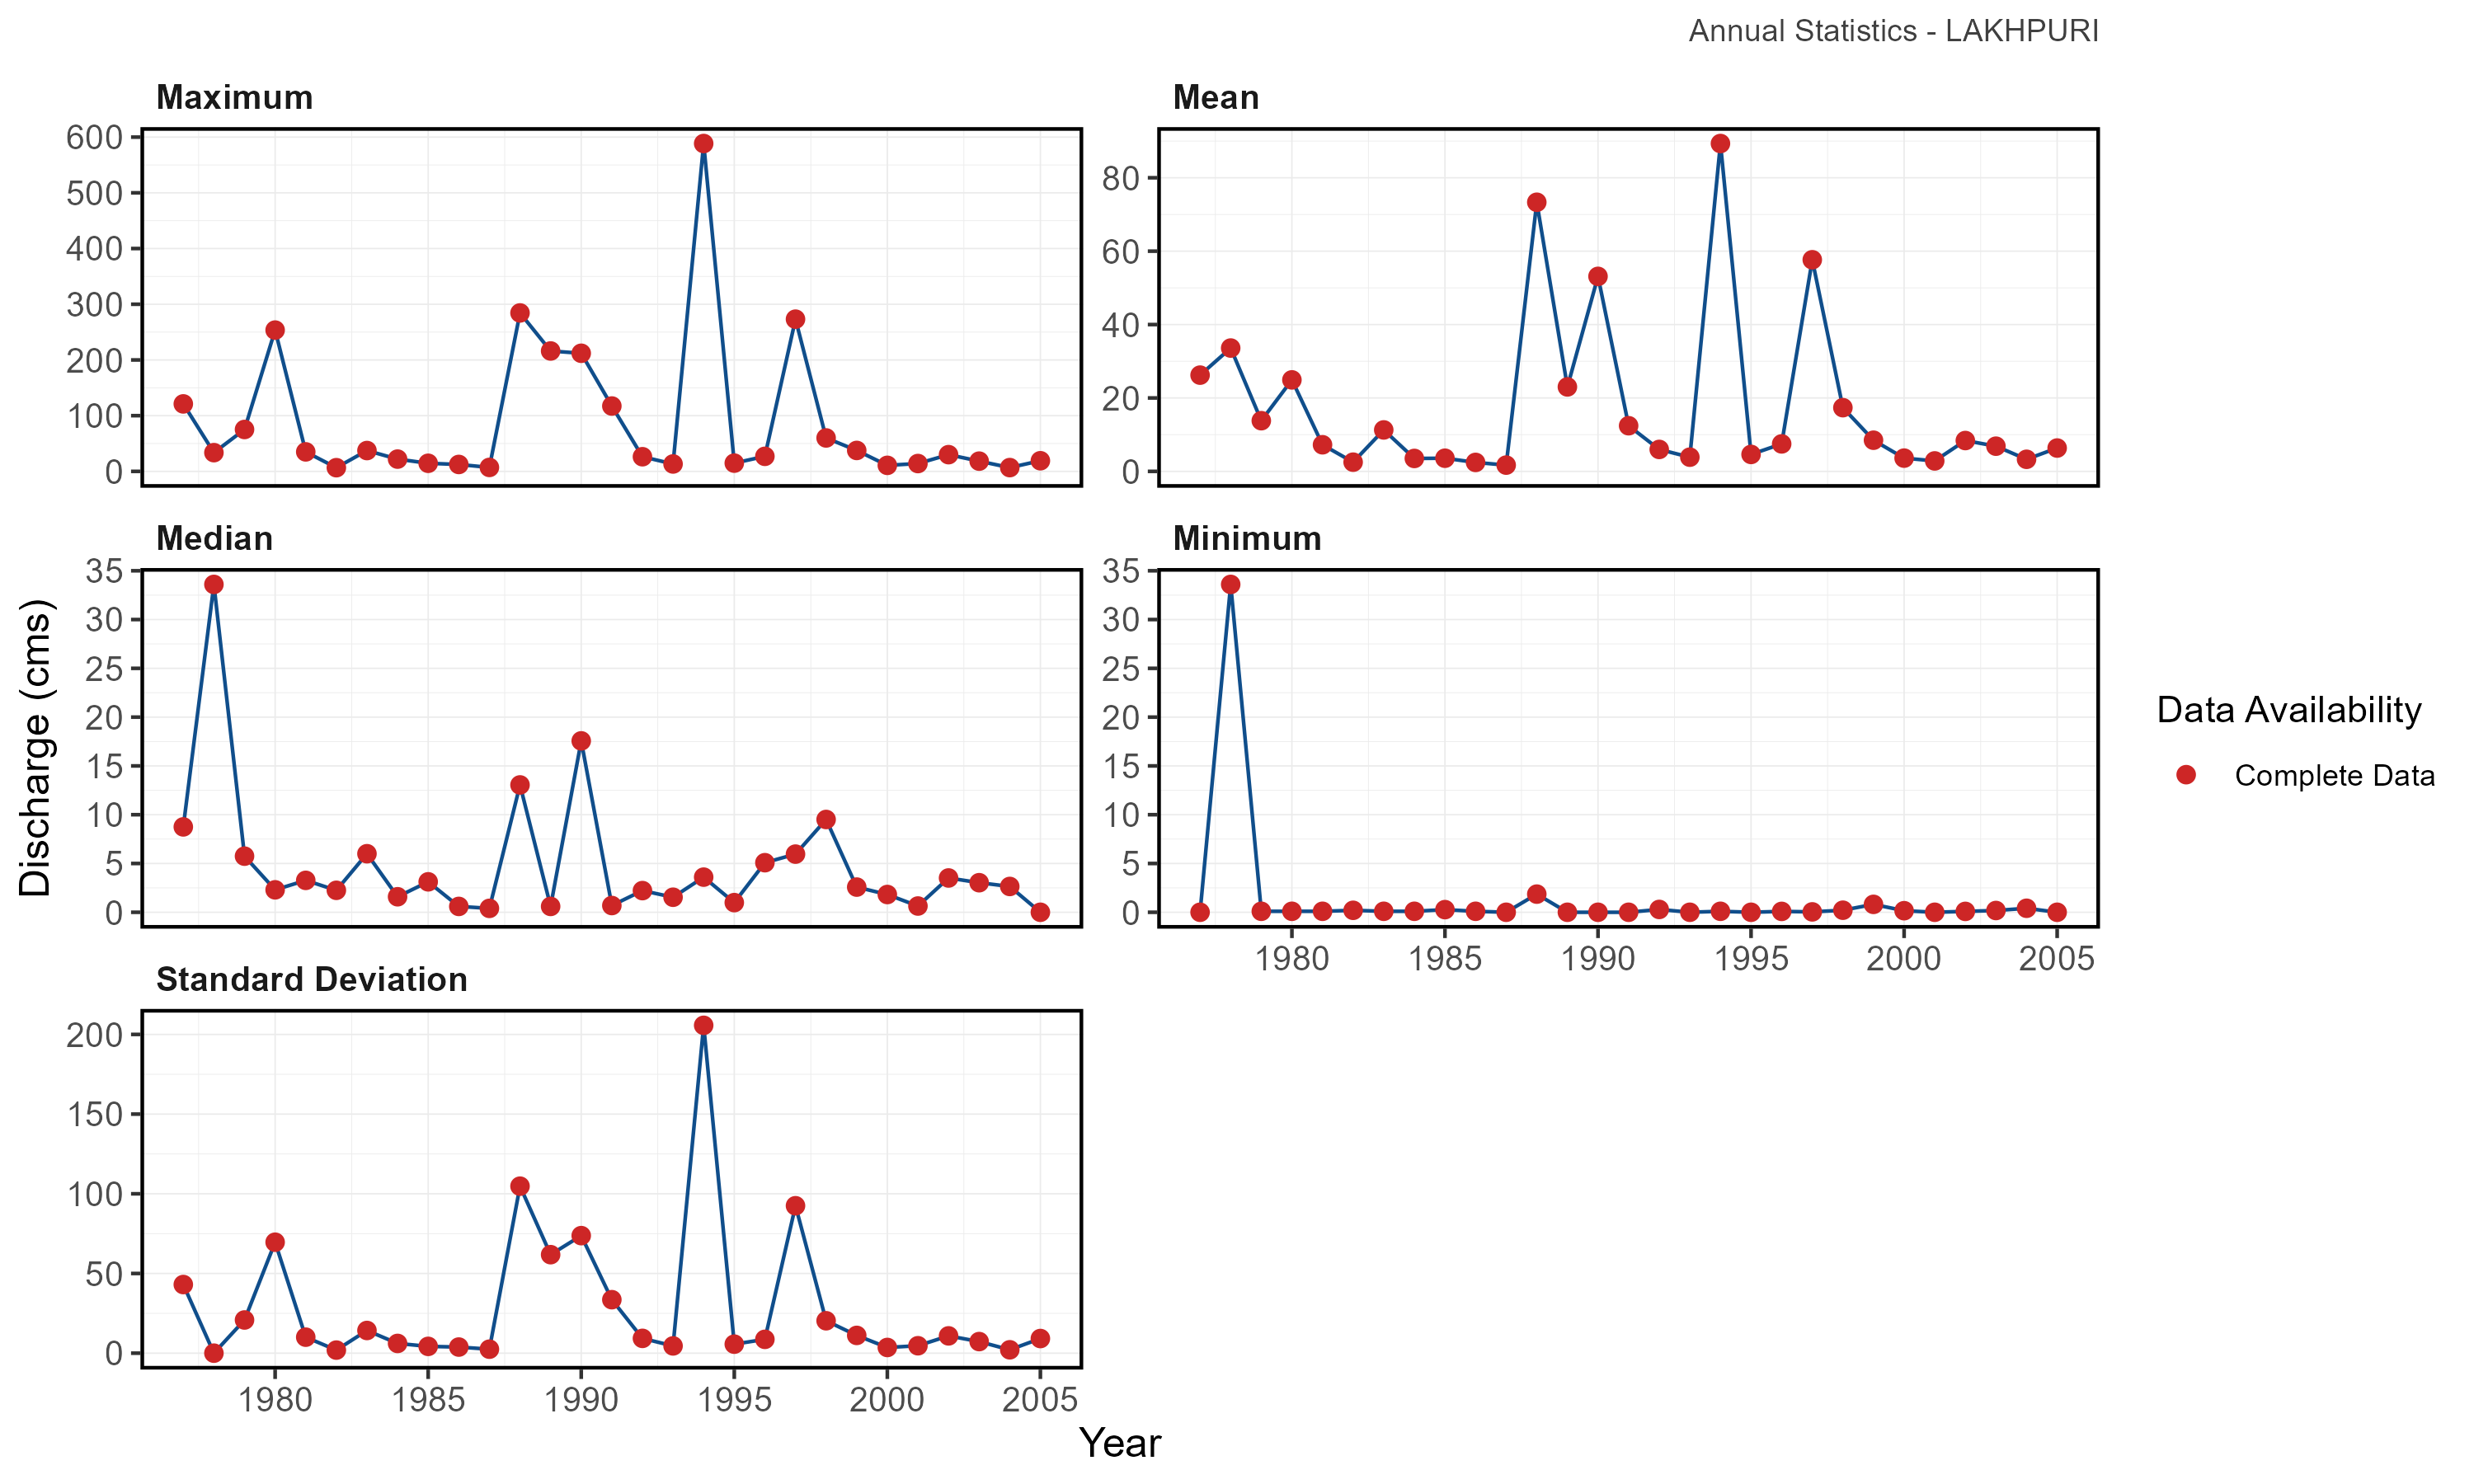 Annual Statistics - LAKHPURI
Maximum
600
500
400
300
200
100
0
Mean
80
60
40
20
0
Median
35
30
25
20
15
10
5
0
Minimum
35
30
25
20
15
10
5
0
1980 1985 1990 1995 2000 2005
Standard Deviation
200
150
100
50
0
1980 1985 1990 1995 2000 2005
Discharge (cms)
Year
Data Availability
Complete Data